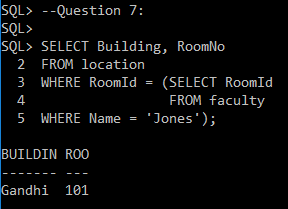 SQL> --Question 7:
SQL>
SQL> SELECT Building, RoomNo
  2  FROM location
  3  WHERE RoomId = (SELECT RoomId
  4                  FROM faculty
  5  WHERE Name = 'Jones');
BUILDIN ROO
------- ---
Gandhi  101